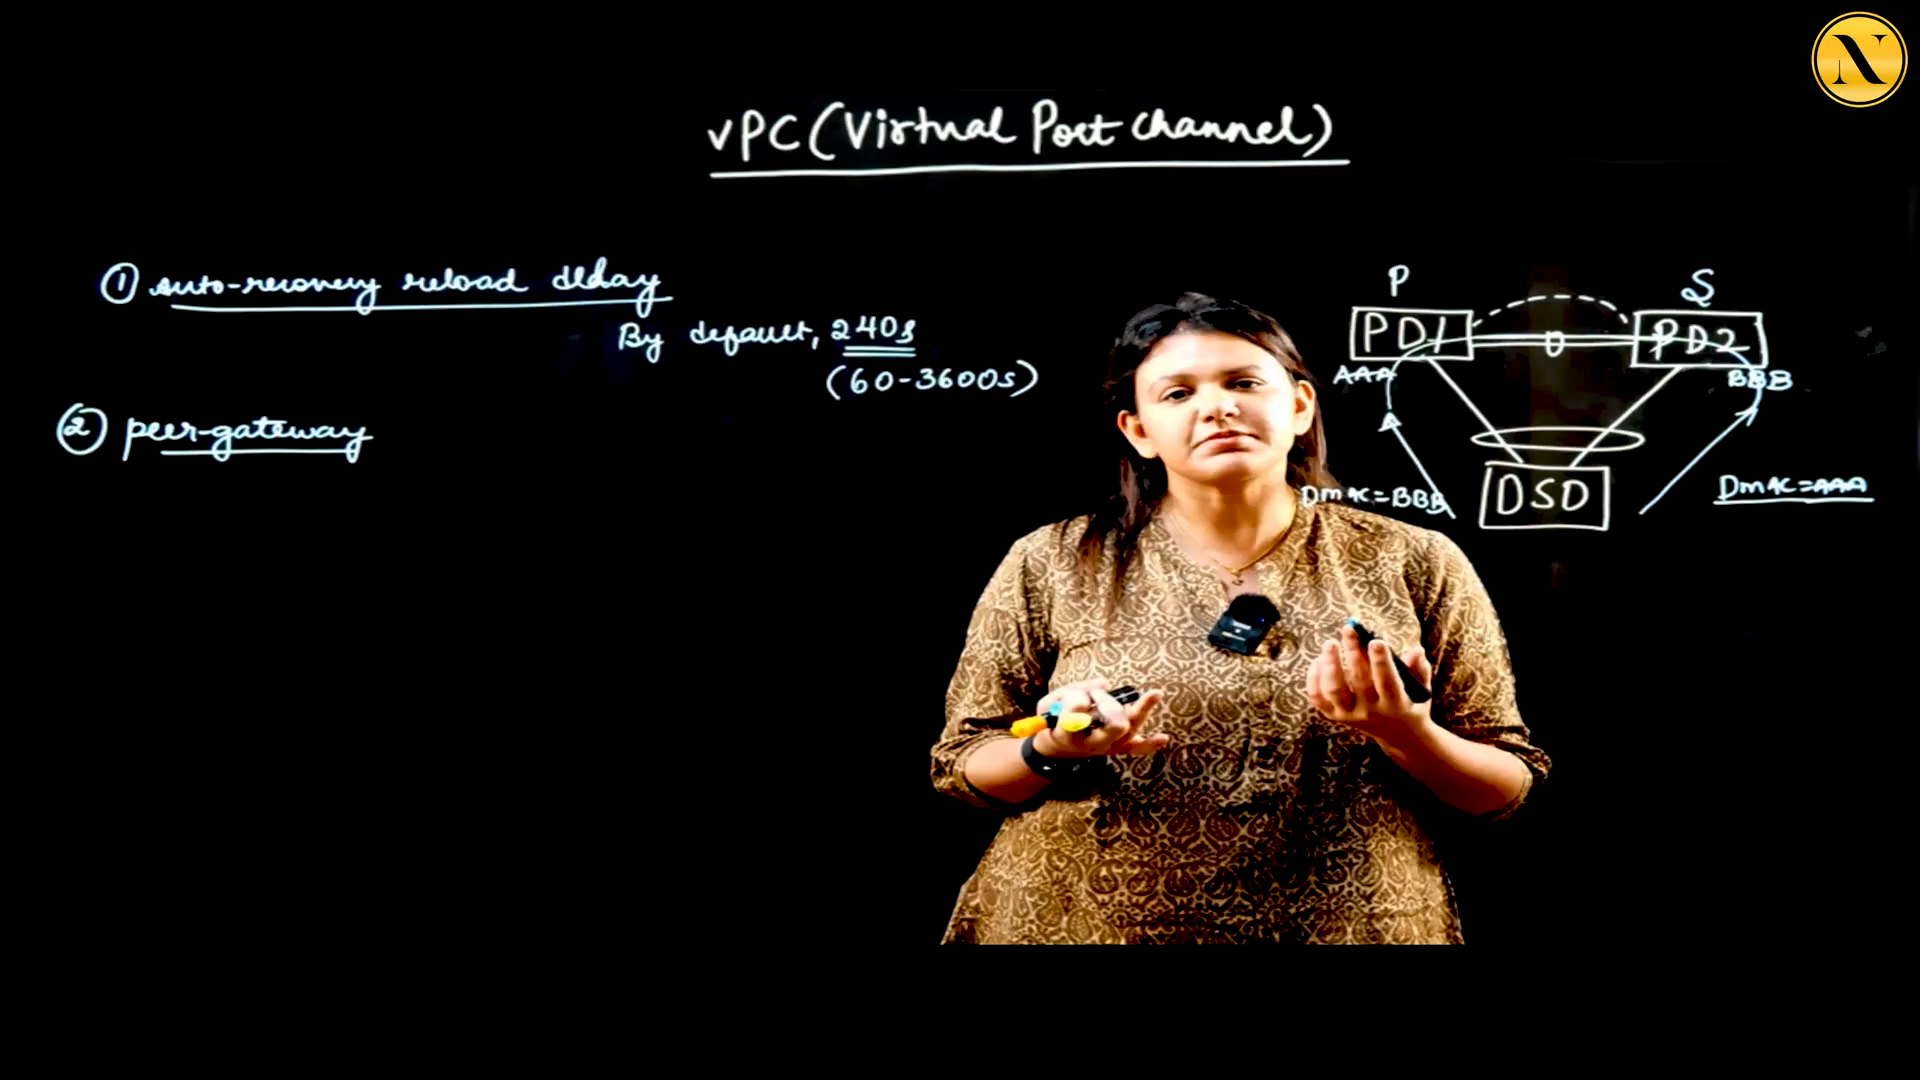 N
vPC (Virtual Port channel)
① auto-recovery reload delay
By default, 240s
(60-3600s)
② peer-gateway
P
S
PD1
PD2
AAA
BBB
Dmac=BBB
Dmac=AAA
DSD